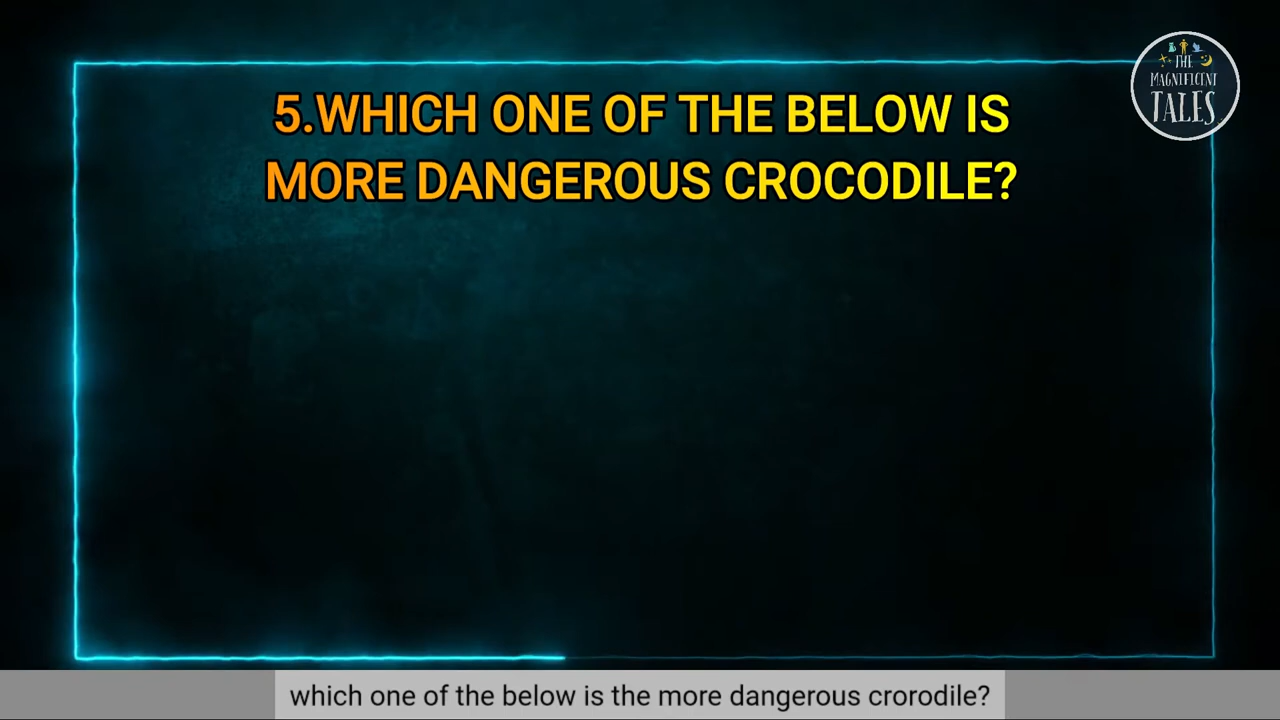 THE
MAGNIFICENT
TALES
5.WHICH ONE OF THE BELOW IS
MORE DANGEROUS CROCODILE?
which one of the below is the more dangerous crorodile?